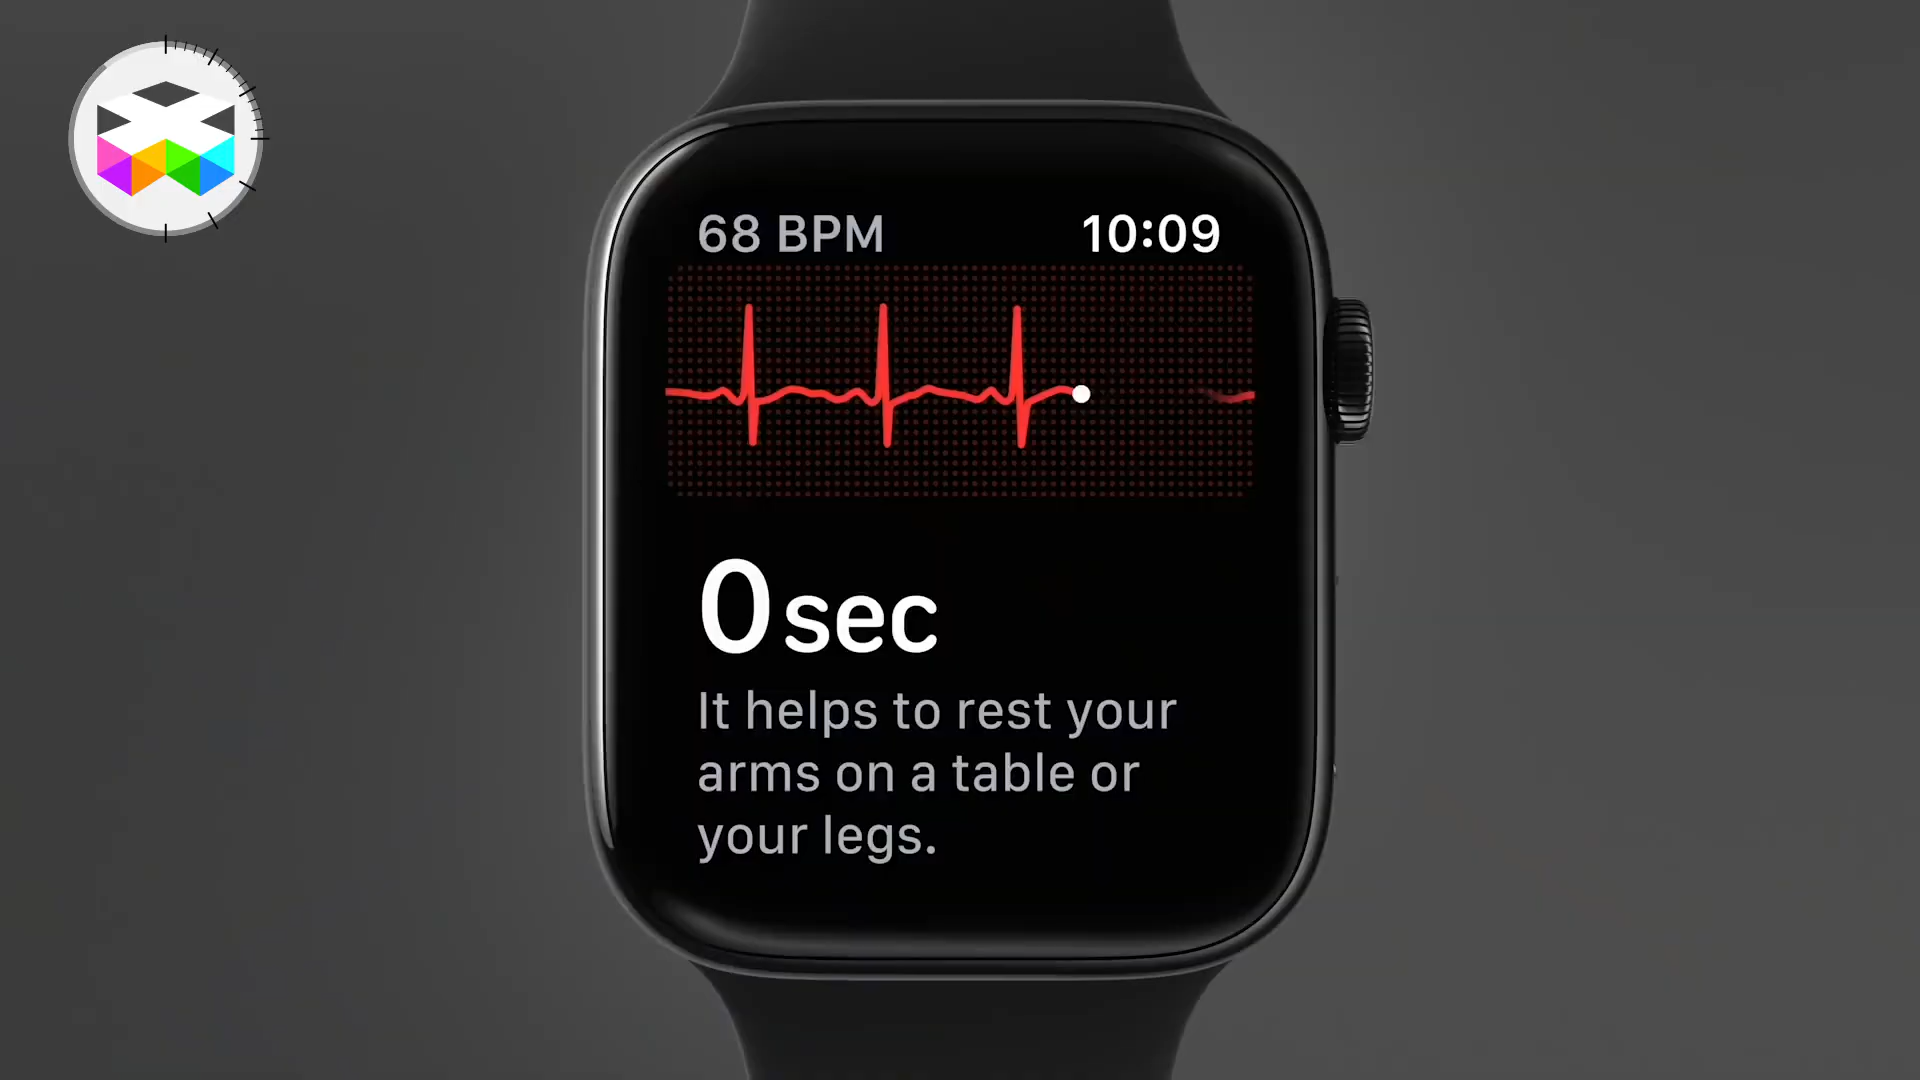 68 BPM
10:09
0 sec
It helps to rest your
arms on a table or
your legs.